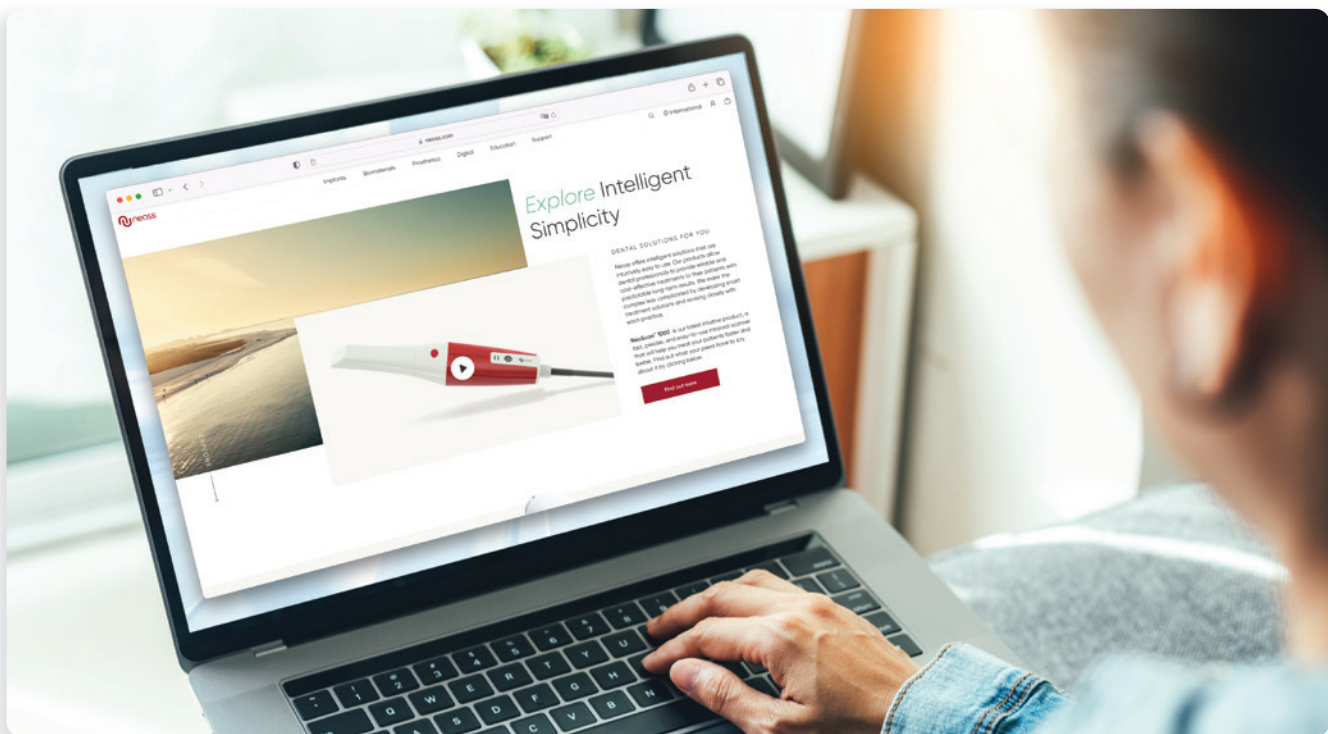 neoss.com
Implants Biomaterials Prosthetics Digital Education Support
International
neoss
Explore Intelligent
Simplicity
DENTAL SOLUTIONS FOR YOU
Neoss offers intelligent solutions that are
intuitively easy to use. Our products allow
dental professionals to provide reliable and
cost-effective treatments to their patients with
predictable long-term results. We make the
complex less complicated by developing smart
treatment solutions and working closely with
each practice.
NeoScan™ 1000 is our latest intuitive product, a
fast, precise, and easy-to-use intraoral scanner
that will help you treat your patients faster and
better. Find out what your peers have to say
about it by clicking below.
Find out more
EXPLORE
Q W E R T Y U
A S D F G H J K
C V B N M